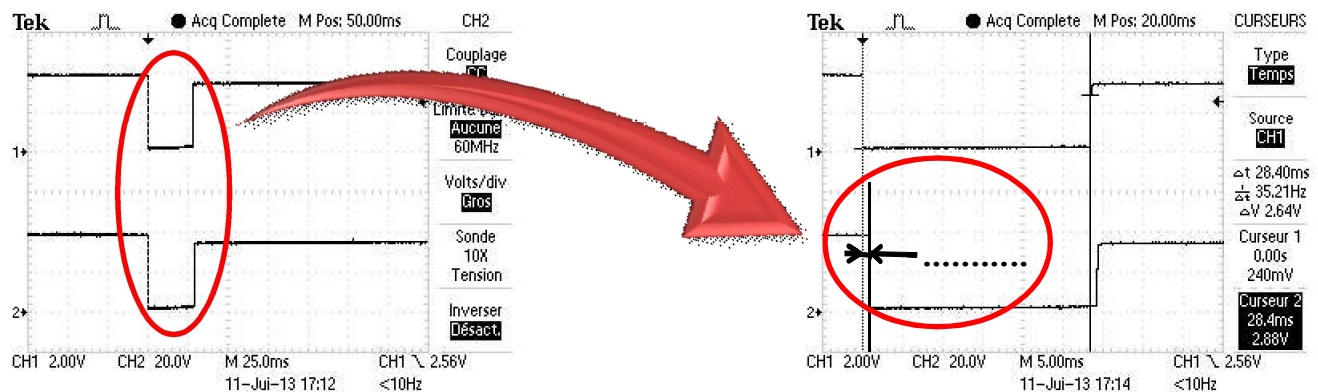 Tek Acq Complete M Pos: 50.00ms CH2
Couplage
Aucune
60MHz
1
Volts/div
Gros
Sonde
10X
Tension
2
Inverser
Désact.
CH1 2.00V CH2 20.0V M 25.0ms CH1 2.56V
11-Jui-13 17:12 <10Hz
Tek Acq Complete M Pos: 20.00ms CURSEURS
Type
Temps
Source
CH1
1
Δt 28.40ms
1/Δt 35.21Hz
ΔV 2.64V
Curseur 1
0.00s
240mV
2
Curseur 2
28.4ms
2.88V
CH1 2.00V CH2 20.0V M 5.00ms CH1 2.56V
11-Jui-13 17:14 <10Hz